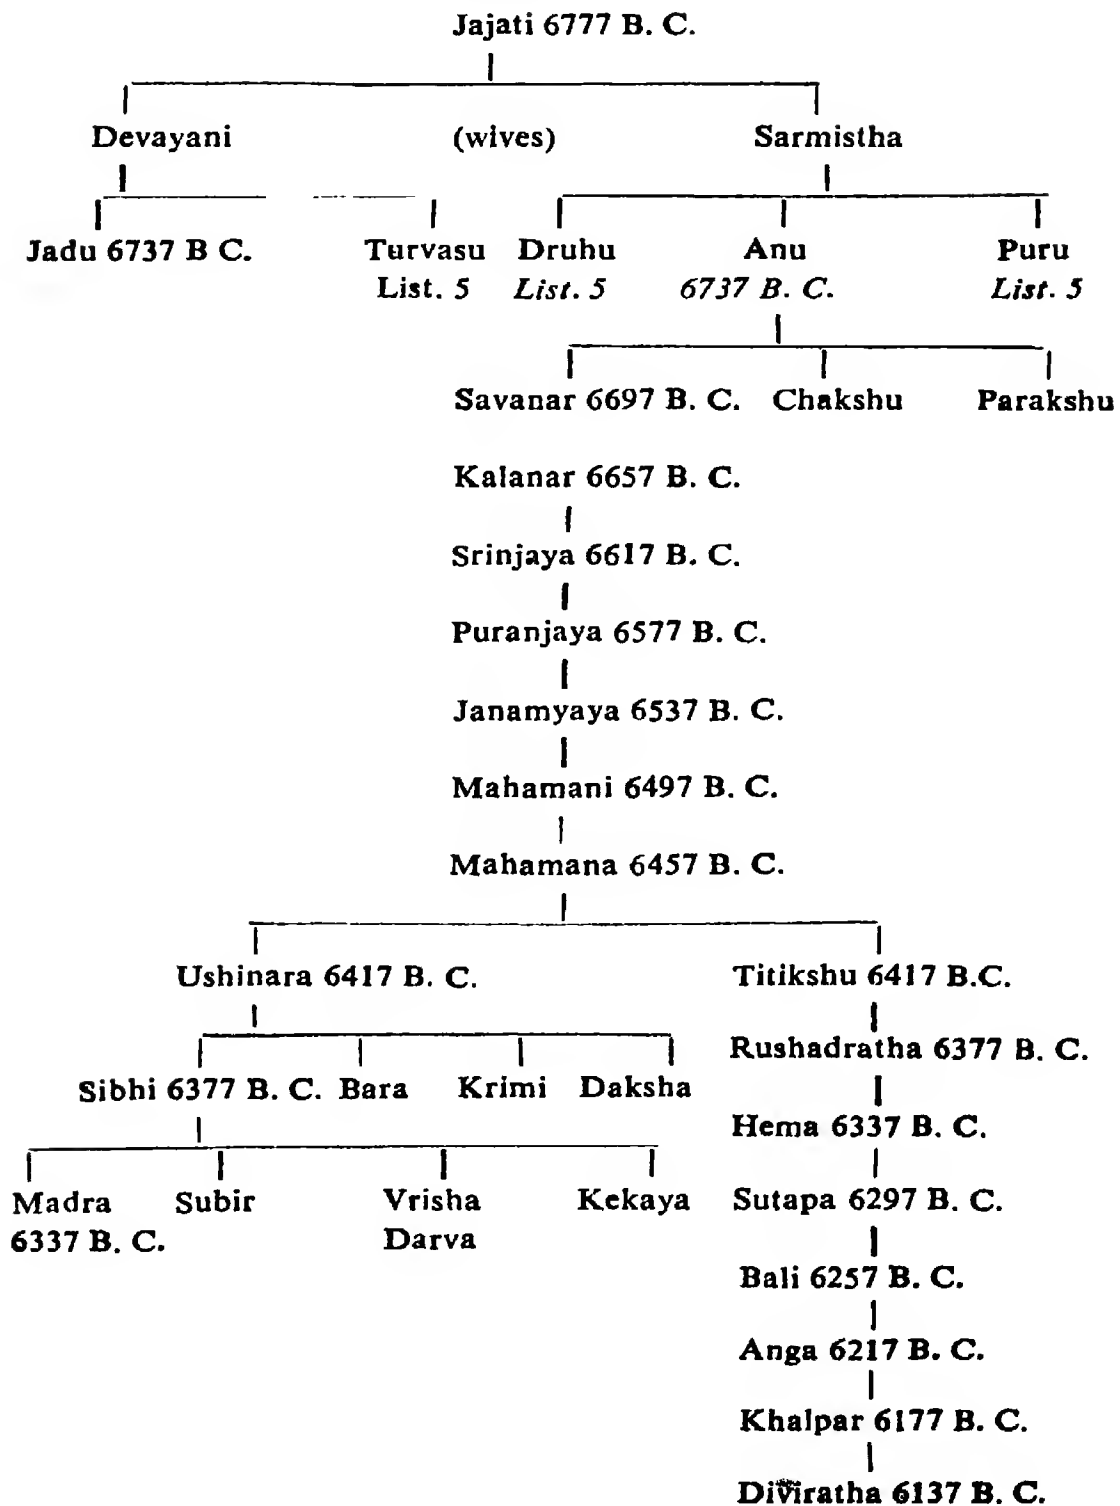 Jajati 6777 B. C.
Devayani (wives) Sarmistha
Jadu 6737 B C. Turvasu Druhu Anu Puru
List. 5 List. 5 6737 B. C. List. 5
Savanar 6697 B. C. Chakshu Parakshu
Kalanar 6657 B. C.
Srinjaya 6617 B. C.
Puranjaya 6577 B. C.
Janamyaya 6537 B. C.
Mahamani 6497 B. C.
Mahamana 6457 B. C.
Ushinara 6417 B. C. Titikshu 6417 B.C.
Rushadratha 6377 B. C.
Sibhi 6377 B. C. Bara Krimi Daksha
Hema 6337 B. C.
Madra Subir Vrisha Kekaya Sutapa 6297 B. C.
6337 B. C. Darva
Bali 6257 B. C.
Anga 6217 B. C.
Khalpar 6177 B. C.
Diviratha 6137 B. C.